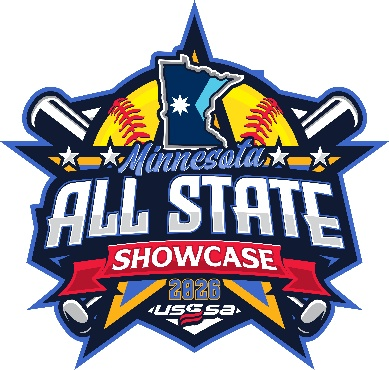 Minnesota
ALL STATE
SHOWCASE
2026
USSSA